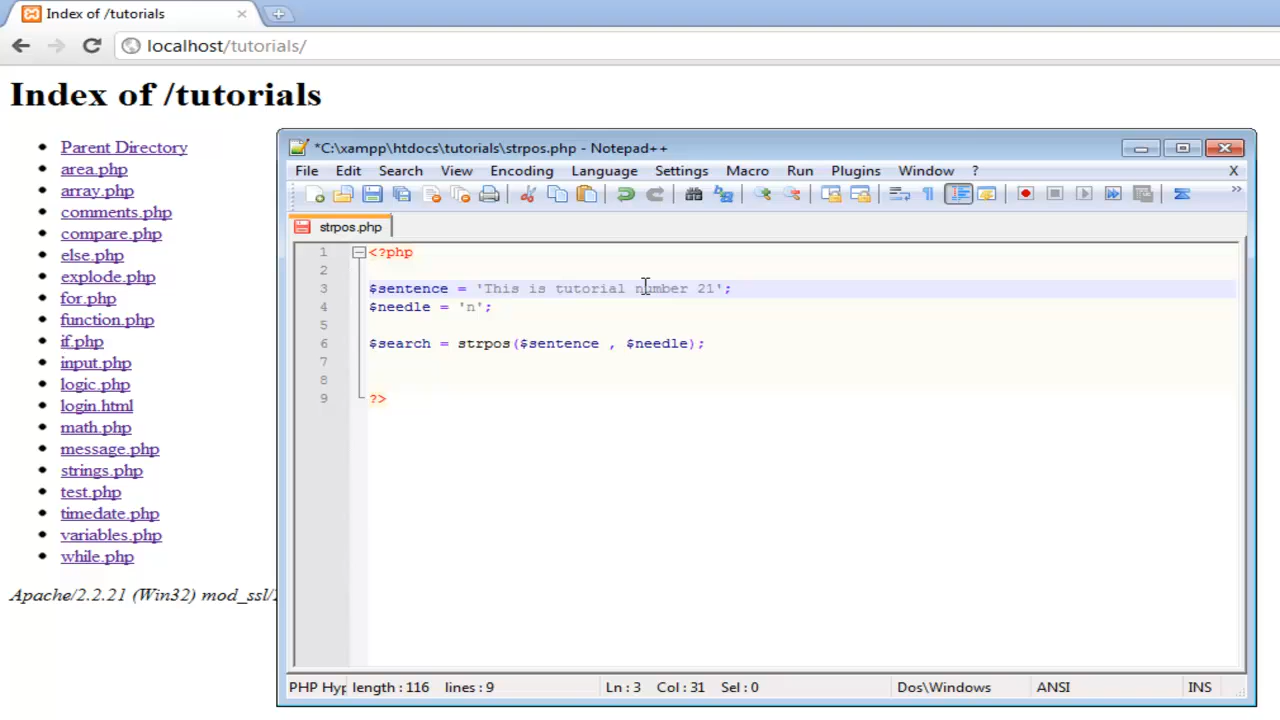 Index of /tutorials
localhost/tutorials/
Index of /tutorials
Parent Directory
area.php
array.php
comments.php
compare.php
else.php
explode.php
for.php
function.php
if.php
input.php
logic.php
login.html
math.php
message.php
strings.php
test.php
timedate.php
variables.php
while.php
Apache/2.2.21 (Win32) mod_ssl/
*C:\xampp\htdocs\tutorials\strpos.php - Notepad++
File Edit Search View Encoding Language Settings Macro Run Plugins Window ? X
strpos.php
1 <?php
2
3 $sentence = 'This is tutorial number 21';
4 $needle = 'n';
5
6 $search = strpos($sentence , $needle);
7
8
9 ?>
PHP Hyp length : 116 lines : 9 Ln : 3 Col : 31 Sel : 0 Dos\Windows ANSI INS